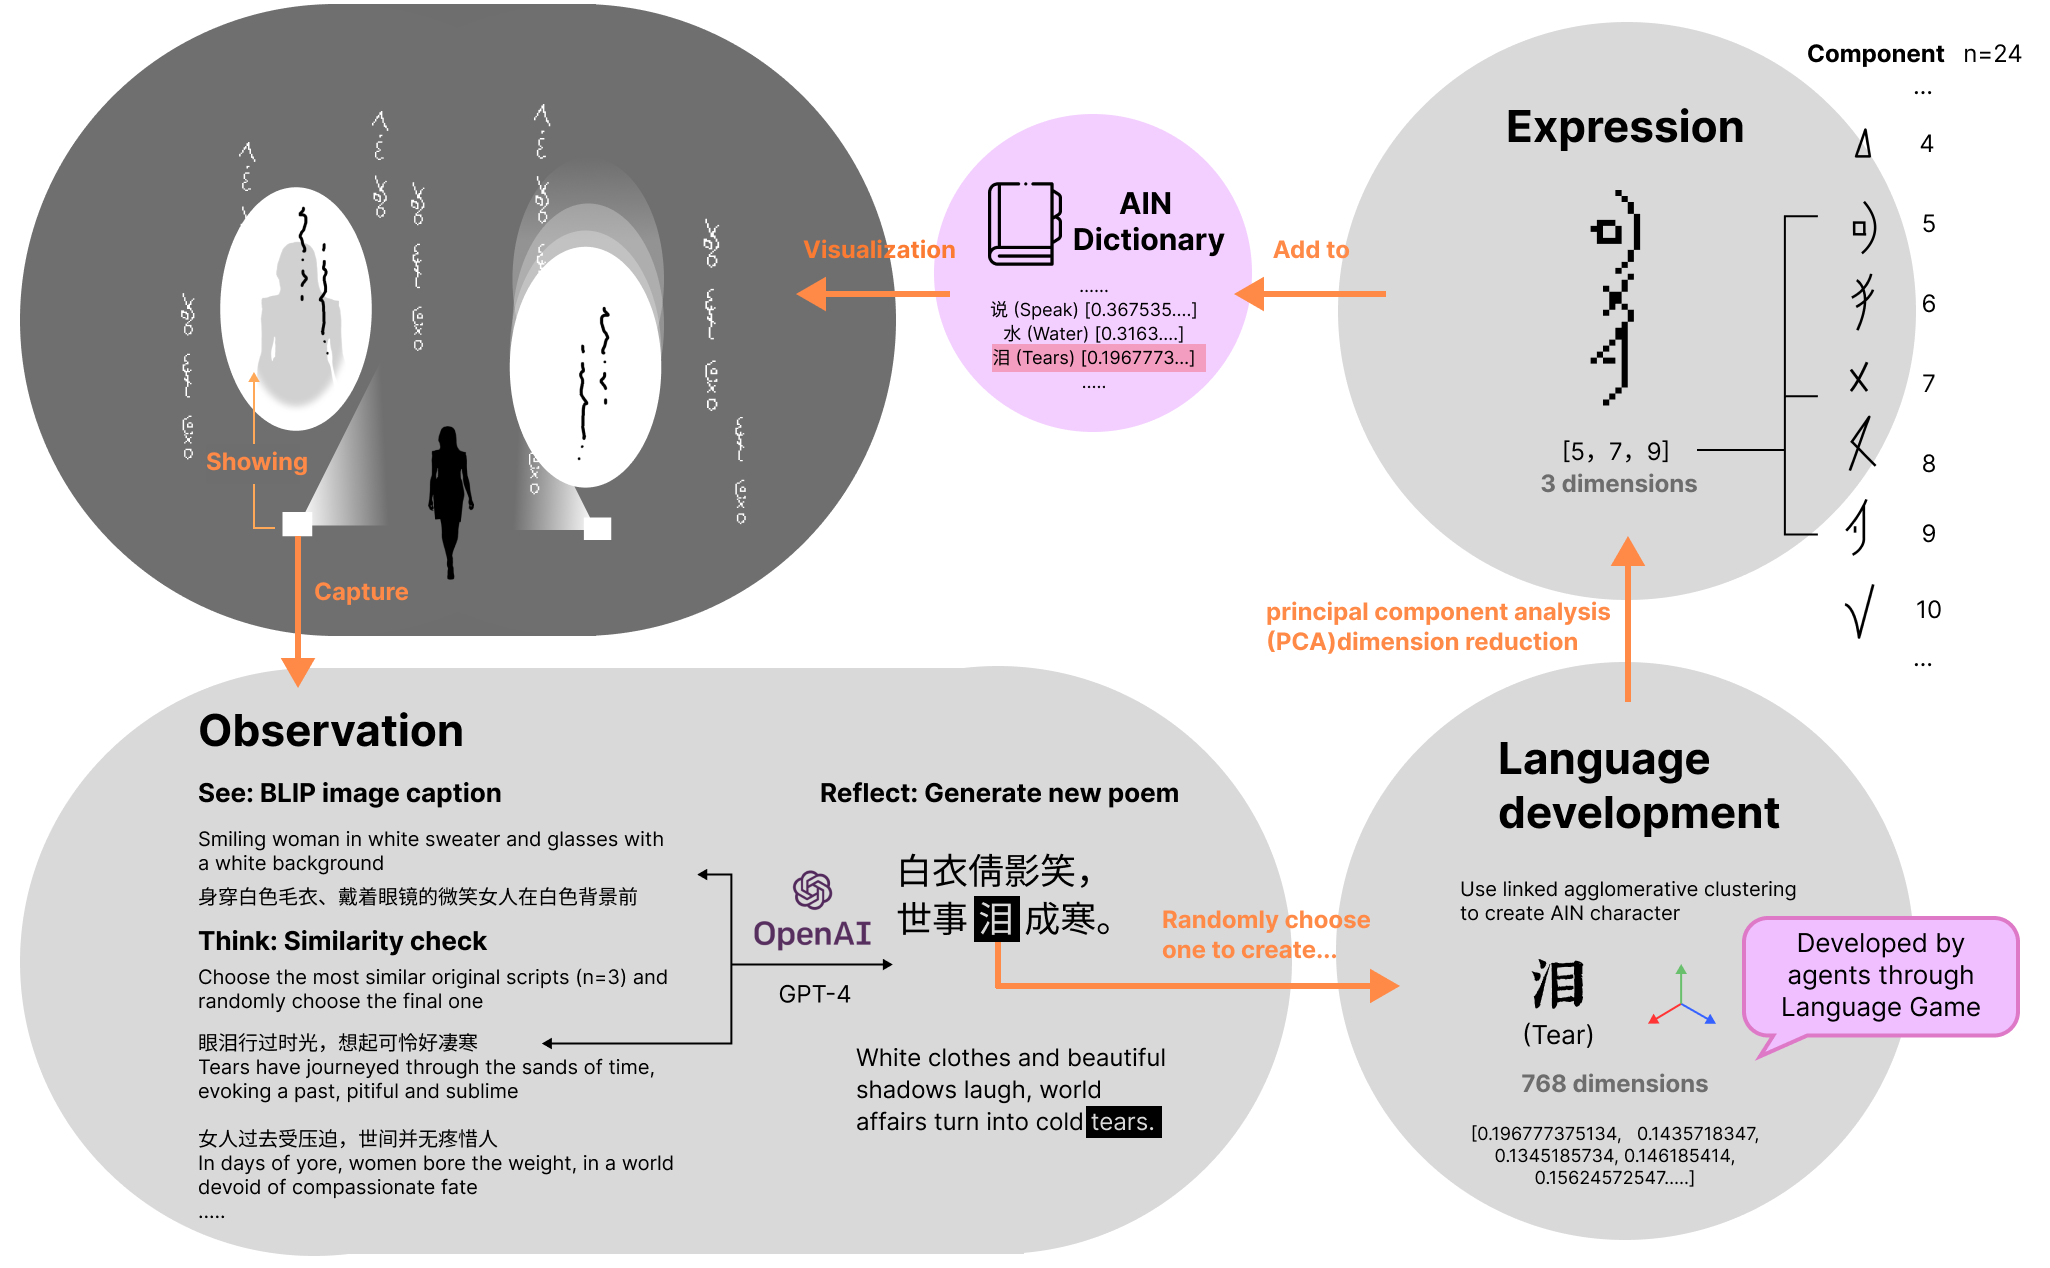 Visualization
Showing
Capture
AIN
Dictionary
......
说 (Speak) [0.367535....]
水 (Water) [0.3163....]
泪 (Tears) [0.1967773...]
.....
Add to
Expression
[5, 7, 9]
3 dimensions
Component n=24
...
4
5
6
7
8
9
10
...
principal component analysis
(PCA)dimension reduction
Observation
See: BLIP image caption
Smiling woman in white sweater and glasses with
a white background
身穿白色毛衣、戴着眼镜的微笑女人在白色背景前
Think: Similarity check
Choose the most similar original scripts (n=3) and
randomly choose the final one
眼泪行过时光，想起可怜好凄寒
Tears have journeyed through the sands of time,
evoking a past, pitiful and sublime
女人过去受压迫，世间并无疼惜人
In days of yore, women bore the weight, in a world
devoid of compassionate fate
.....
OpenAI
GPT-4
Reflect: Generate new poem
白衣倩影笑，
世事泪成寒。
White clothes and beautiful
shadows laugh, world
affairs turn into cold tears.
Randomly choose
one to create...
Language
development
Use linked agglomerative clustering
to create AIN character
泪
(Tear)
768 dimensions
[0.196777375134, 0.1435718347,
0.1345185734, 0.146185414,
0.15624572547.....]
Developed by
agents through
Language Game